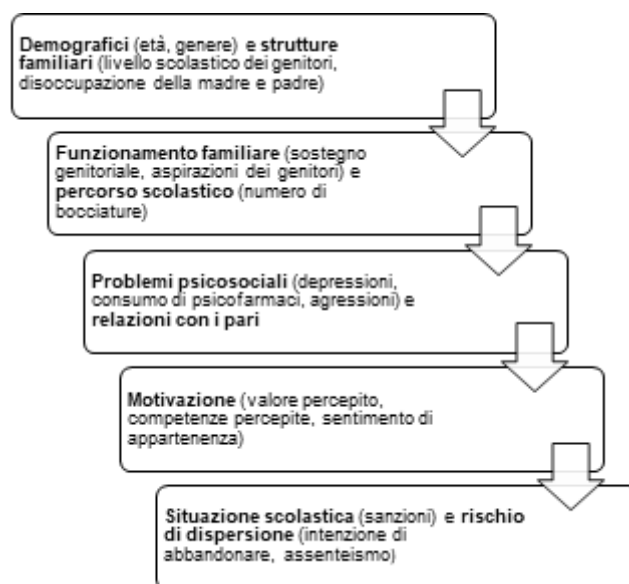 Demografici (età, genere) e strutture
familiari (livello scolastico dei genitori,
disoccupazione della madre e padre)
Funzionamento familiare (sostegno
genitoriale, aspirazioni dei genitori) e
percorso scolastico (numero di
bocciature)
Problemi psicosociali (depressioni,
consumo di psicofarmaci, agressioni) e
relazioni con i pari
Motivazione (valore percepito,
competenze percepite, sentimento di
appartenenza)
Situazione scolastica (sanzioni) e rischio
di dispersione (intenzione di
abbandonare, assenteismo)